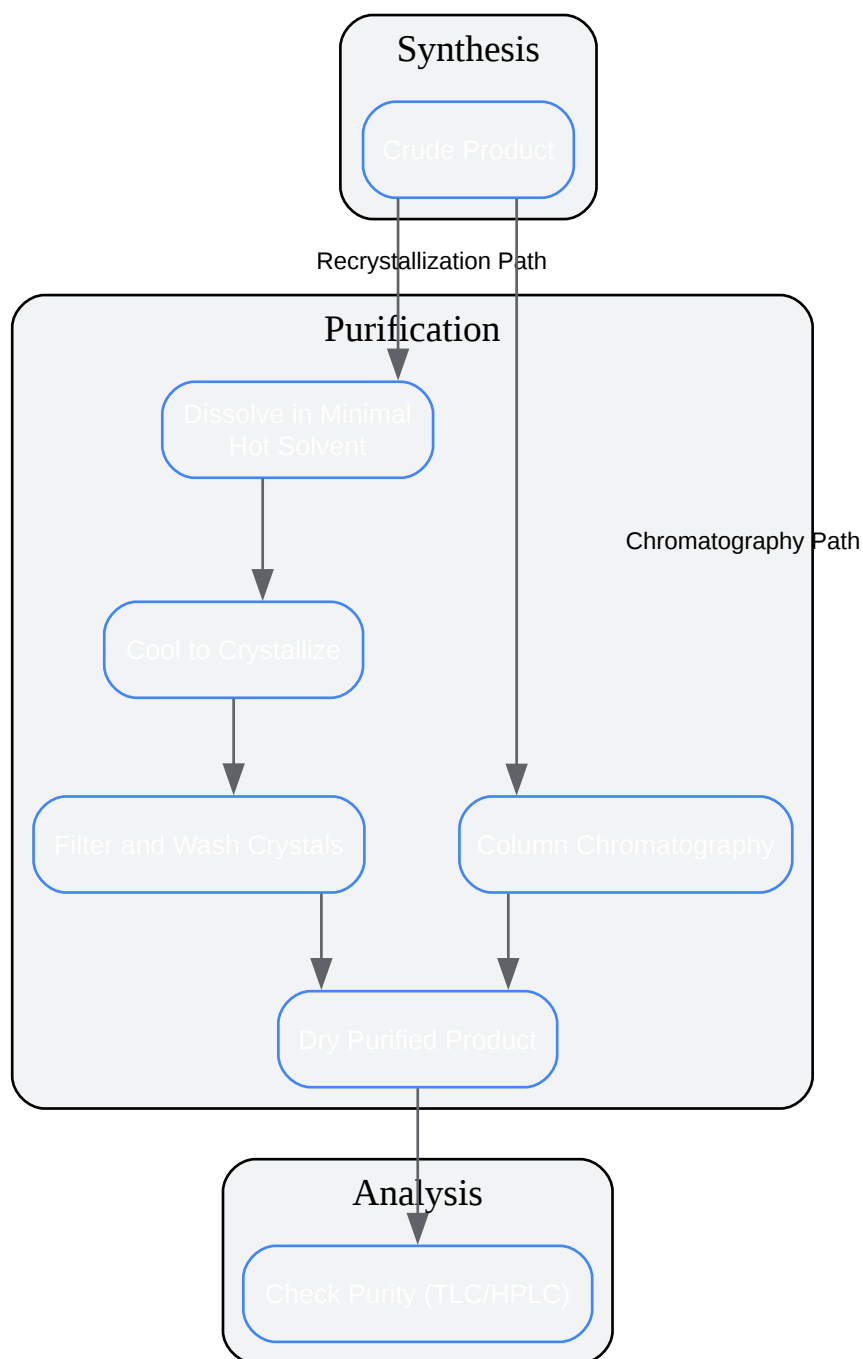 Synthesis
Crude Product
Recrystallization Path
Purification
Dissolve in Minimal
Hot Solvent
Chromatography Path
Cool to Crystallize
Filter and Wash Crystals
Column Chromatography
Dry Purified Product
Analysis
Check Purity (TLC/HPLC)